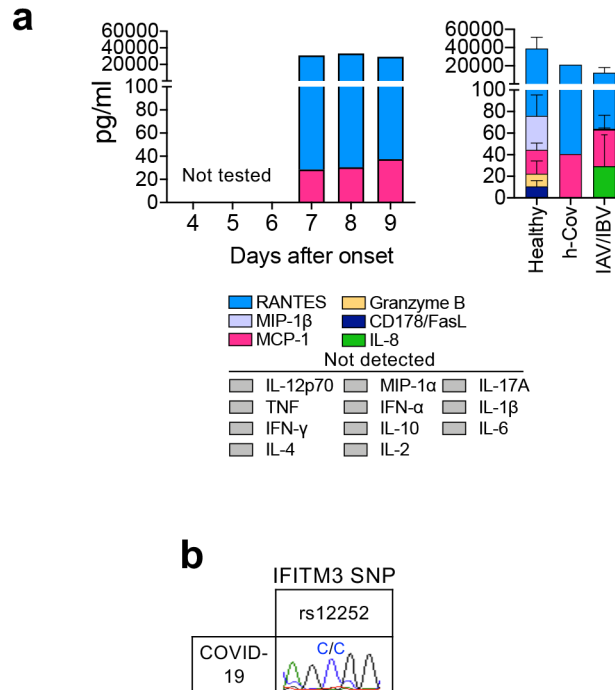 a
60000
40000
20000
100
80
60
40
20
0
pg/ml
Not tested
4 5 6 7 8 9
Days after onset
60000
40000
20000
100
80
60
40
20
0
Healthy
h-Cov
IAV/IBV
RANTES Granzyme B
MIP-1β CD178/FasL
MCP-1 IL-8
Not detected
IL-12p70 MIP-1α IL-17A
TNF IFN-α IL-1β
IFN-γ IL-10 IL-6
IL-4 IL-2
b
IFITM3 SNP
rs12252
COVID-
19
C/C